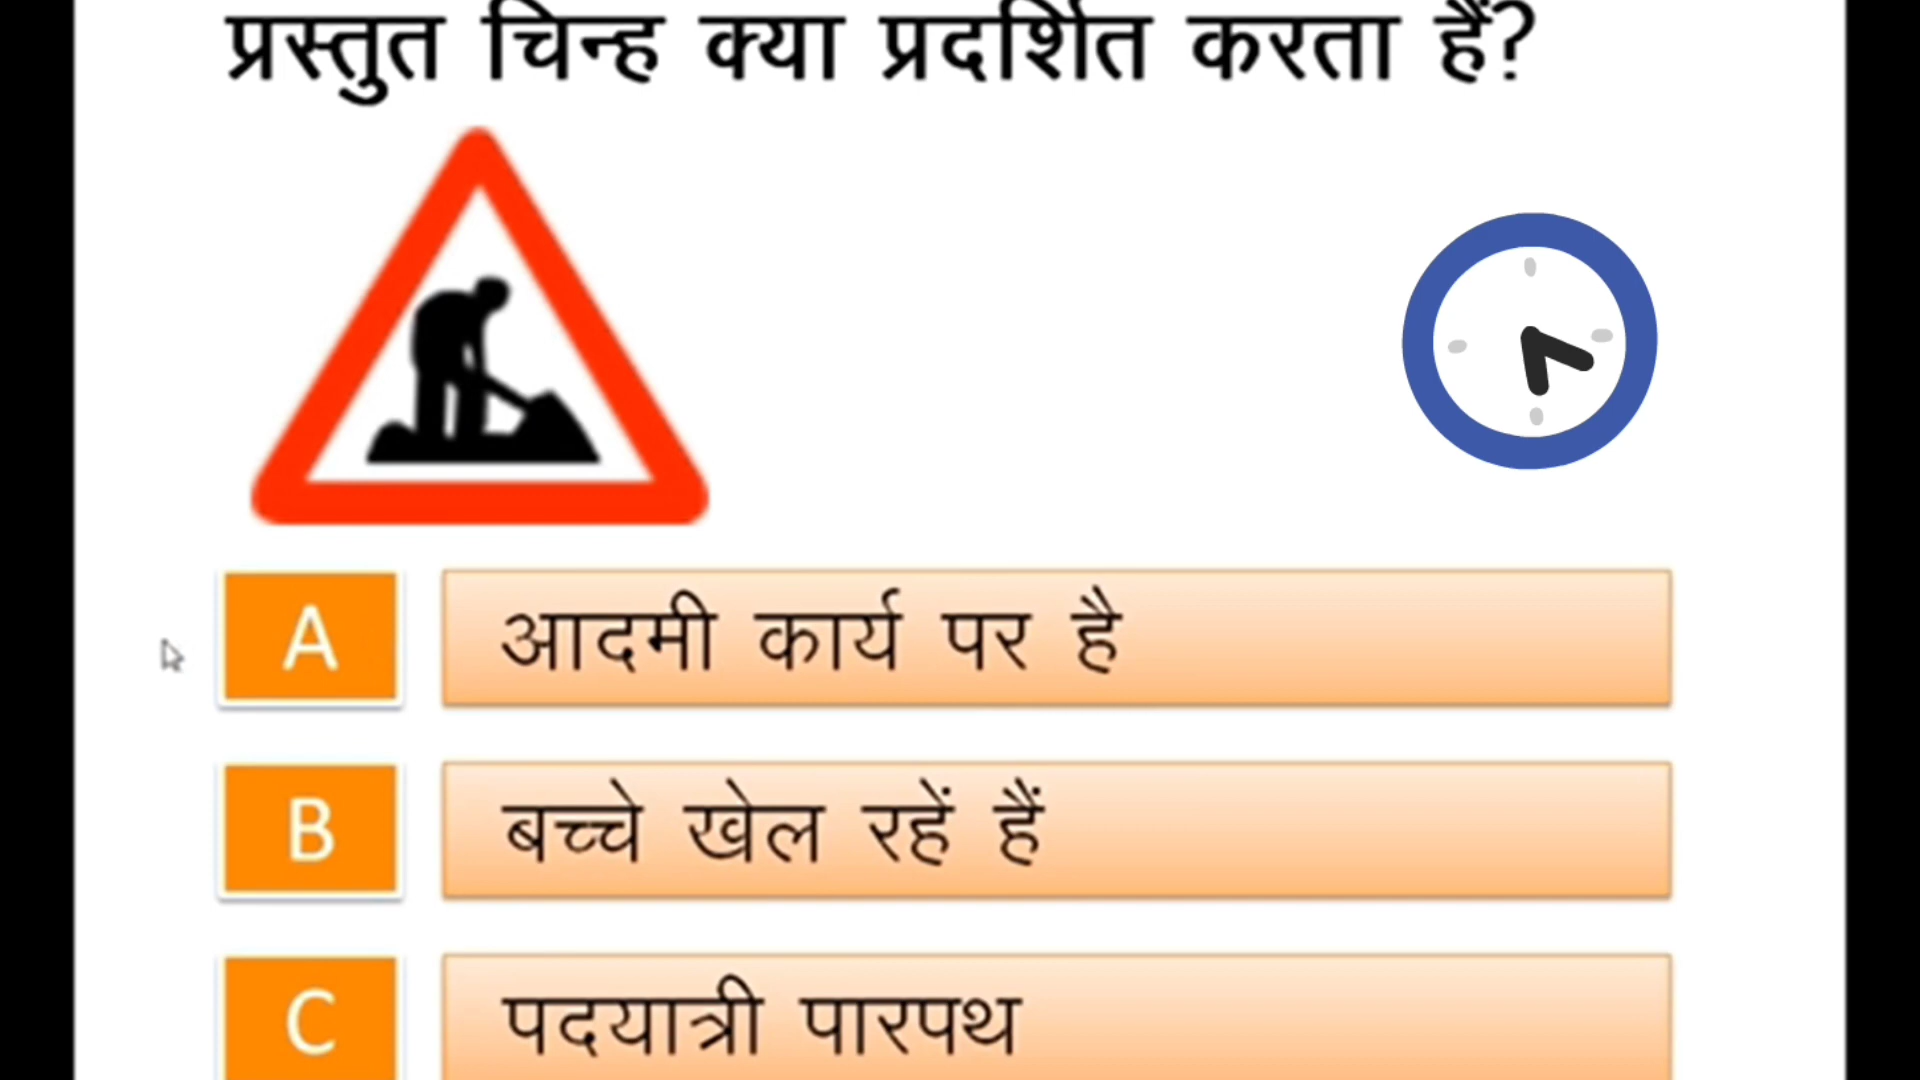 प्रस्तुत चिन्ह क्या प्रदर्शित करता हैं?
A आदमी कार्य पर है
B बच्चे खेल रहें हैं
C पदयात्री पारपथ